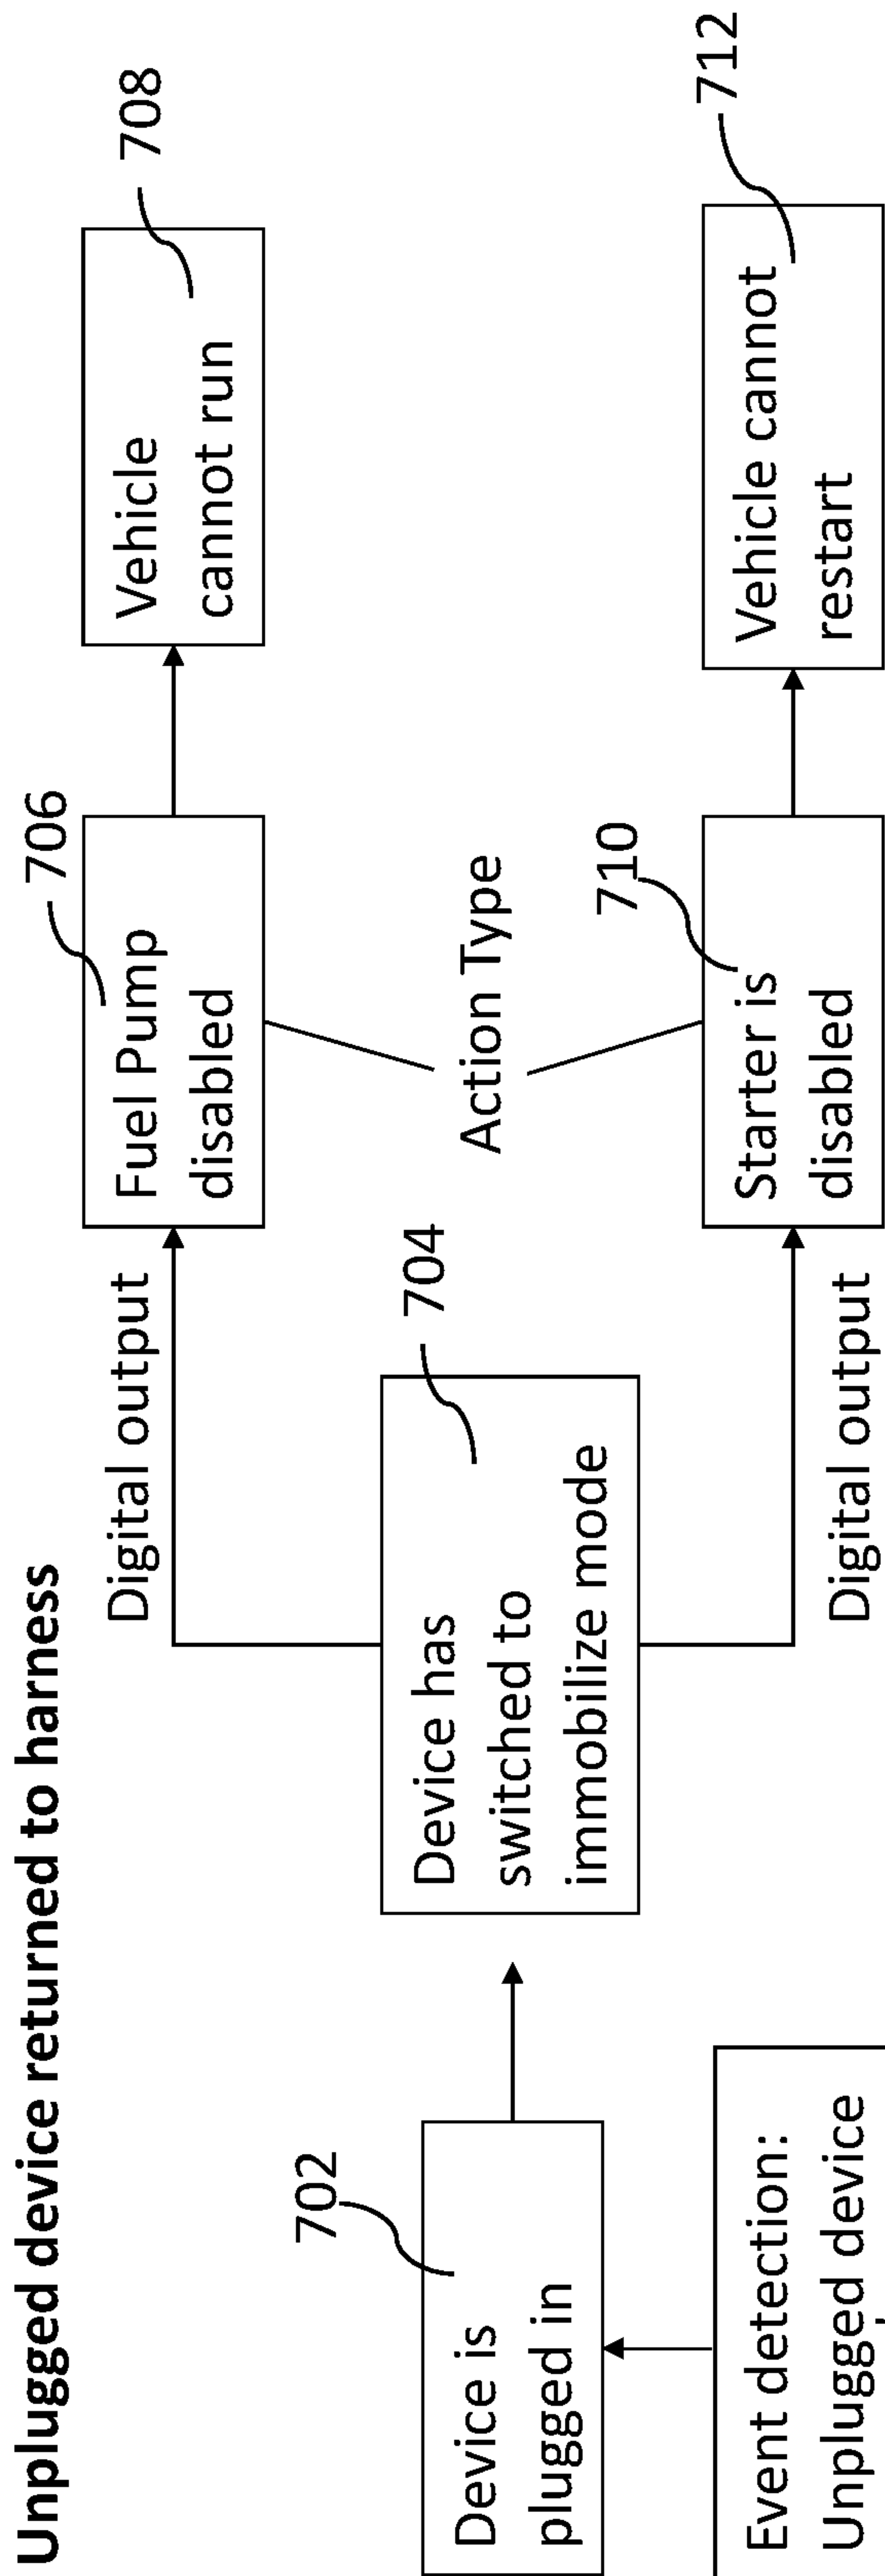 Unplugged device returned to harness
702
Device is
plugged in
Event detection:
Unplugged device
704
Device has
switched to
immobilize mode
Digital output
706
Fuel Pump
disabled
708
Vehicle
cannot run
Action Type
Digital output
710
Starter is
disabled
712
Vehicle cannot
restart